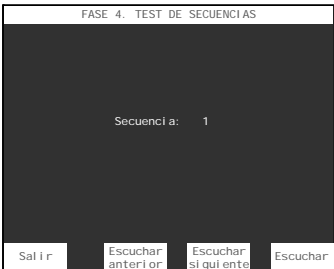 FASE 4. TEST DE SECUENCIAS
Secuencia: 1
Salir
Escuchar
anterior
Escuchar
siguiente
Escuchar